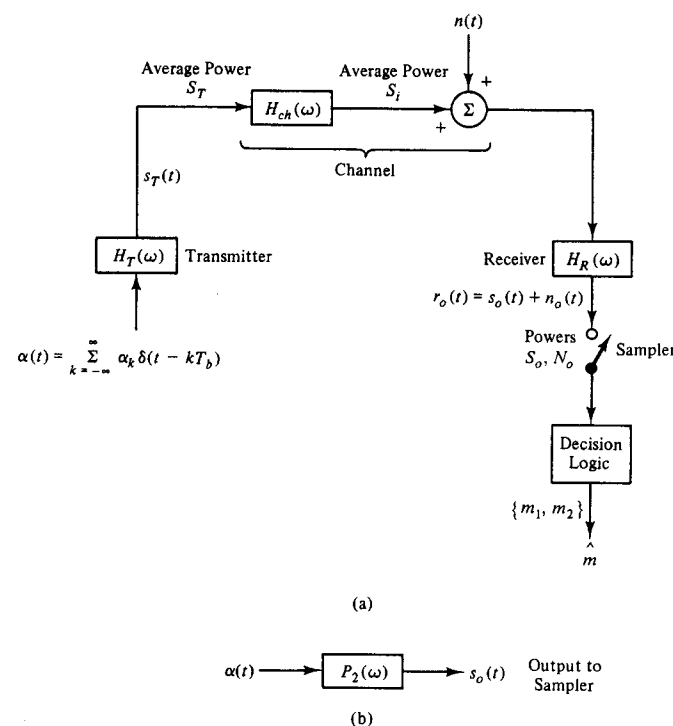 n(t)
Average Power
S_T
Average Power
S_i
H_ch(ω)
+
+
Σ
Channel
s_T(t)
H_T(ω)
Transmitter
Receiver
H_R(ω)
r_o(t) = s_o(t) + n_o(t)
α(t) = Σ_{k = -∞}^{∞} α_k δ(t - kT_b)
Powers
S_o, N_o
Sampler
Decision
Logic
{m_1, m_2}
m̂
(a)
α(t)
P_2(ω)
s_o(t)
Output to
Sampler
(b)